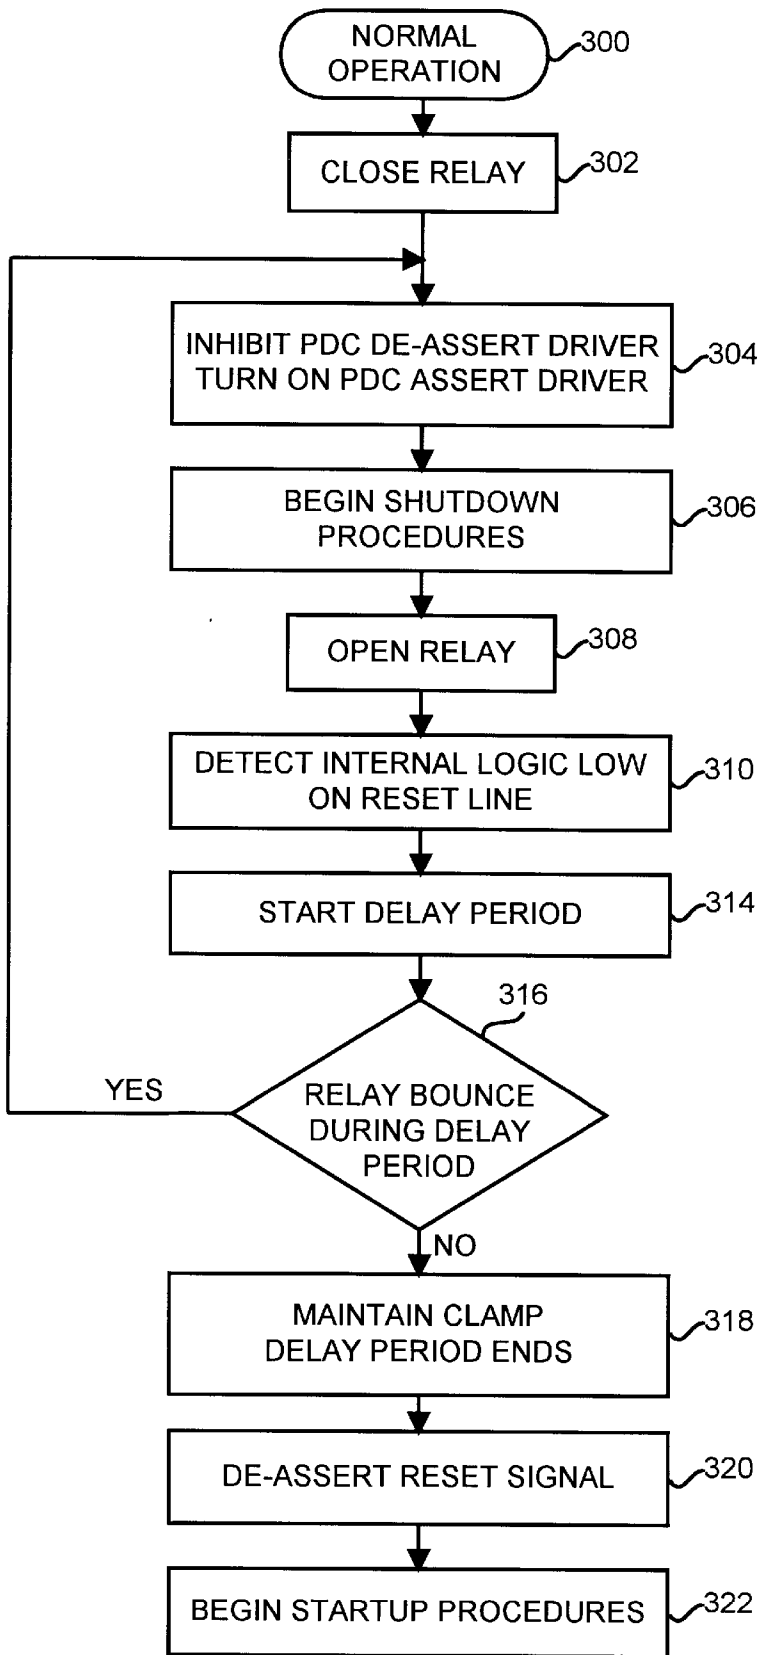 NORMAL
OPERATION
300
CLOSE RELAY
302
INHIBIT PDC DE-ASSERT DRIVER
TURN ON PDC ASSERT DRIVER
304
BEGIN SHUTDOWN
PROCEDURES
306
OPEN RELAY
308
DETECT INTERNAL LOGIC LOW
ON RESET LINE
310
START DELAY PERIOD
314
316
YES
RELAY BOUNCE
DURING DELAY
PERIOD
NO
MAINTAIN CLAMP
DELAY PERIOD ENDS
318
DE-ASSERT RESET SIGNAL
320
BEGIN STARTUP PROCEDURES
322